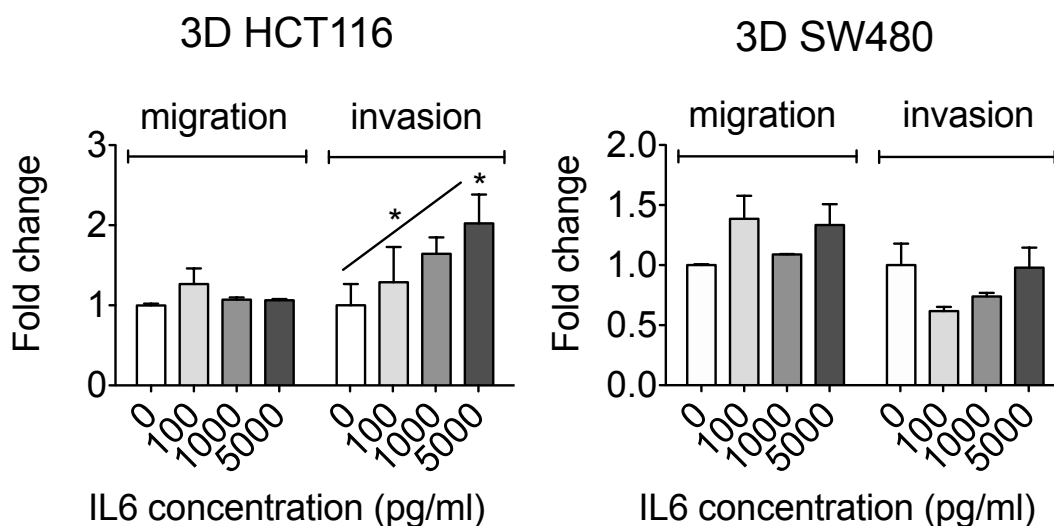 3D HCT116
migration invasion
Fold change
3
2
1
0
* *
0 100 1000 5000 0 100 1000 5000
IL6 concentration (pg/ml)
3D SW480
migration invasion
Fold change
2.0
1.5
1.0
0.5
0.0
0 100 1000 5000 0 100 1000 5000
IL6 concentration (pg/ml)